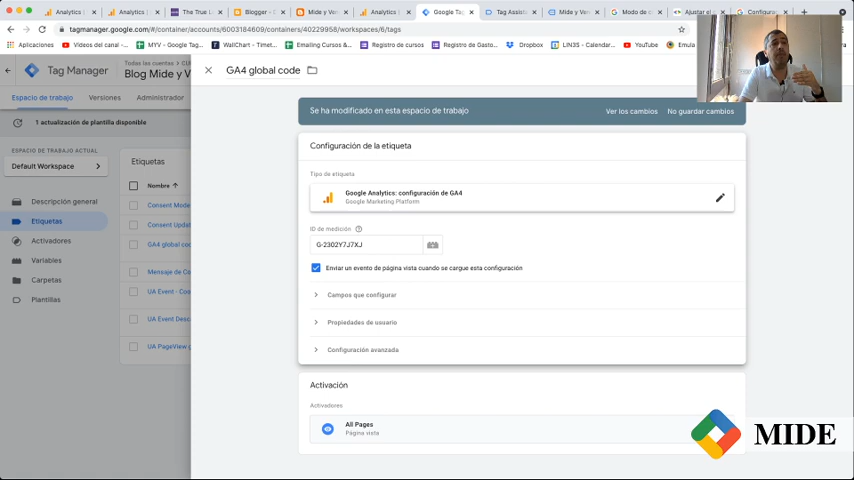 Analytics
Analytics
The True L
Blogger -
Mide y Ve
Analytics
Google Ta
Tag Assist
Mide y Ve
Modo de
Ajustar el
Configura
tagmanager.google.com/#/container/accounts/6003184609/containers/40229958/workspaces/6/tags
Aplicaciones
Vídeos del canal -...
MYV - Google Tag...
WallChart - Timet...
Emailing Cursos &...
Registro de cursos
Registro de Gasto...
Dropbox
LIN3S - Calendar...
YouTube
Emula
Tag Manager
Todas las cuentas >
Blog Mide y V
GA4 global code
Espacio de trabajo
Versiones
Administrador
Se ha modificado en esta espacio de trabajo
Ver los cambios
No guardar cambios
1 actualización de plantilla disponible
ESPACIO DE TRABAJO ACTUAL
Default Workspace
Descripción general
Etiquetas
Activadores
Variables
Carpetas
Plantillas
Etiquetas
Nombre
Consent Mode
Consent Updat
GA4 global cod
Mensaje de Co
UA Event - Coo
UA Event Desc
UA PageView g
Configuración de la etiqueta
Tipo de etiqueta
Google Analytics: configuración de GA4
Google Marketing Platform
ID de medición
G-2302Y7J7XJ
Enviar un evento de página vista cuando se cargue esta configuración
Campos que configurar
Propiedades de usuario
Configuración avanzada
Activación
Activadores
All Pages
Página vista
MIDE